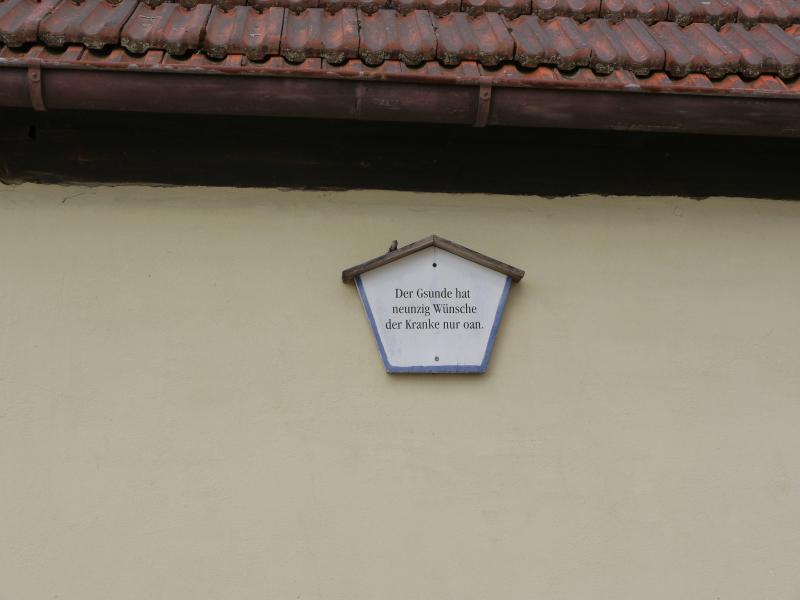 Der Gsunde hat
neunzig Wünsche
der Kranke nur oan.